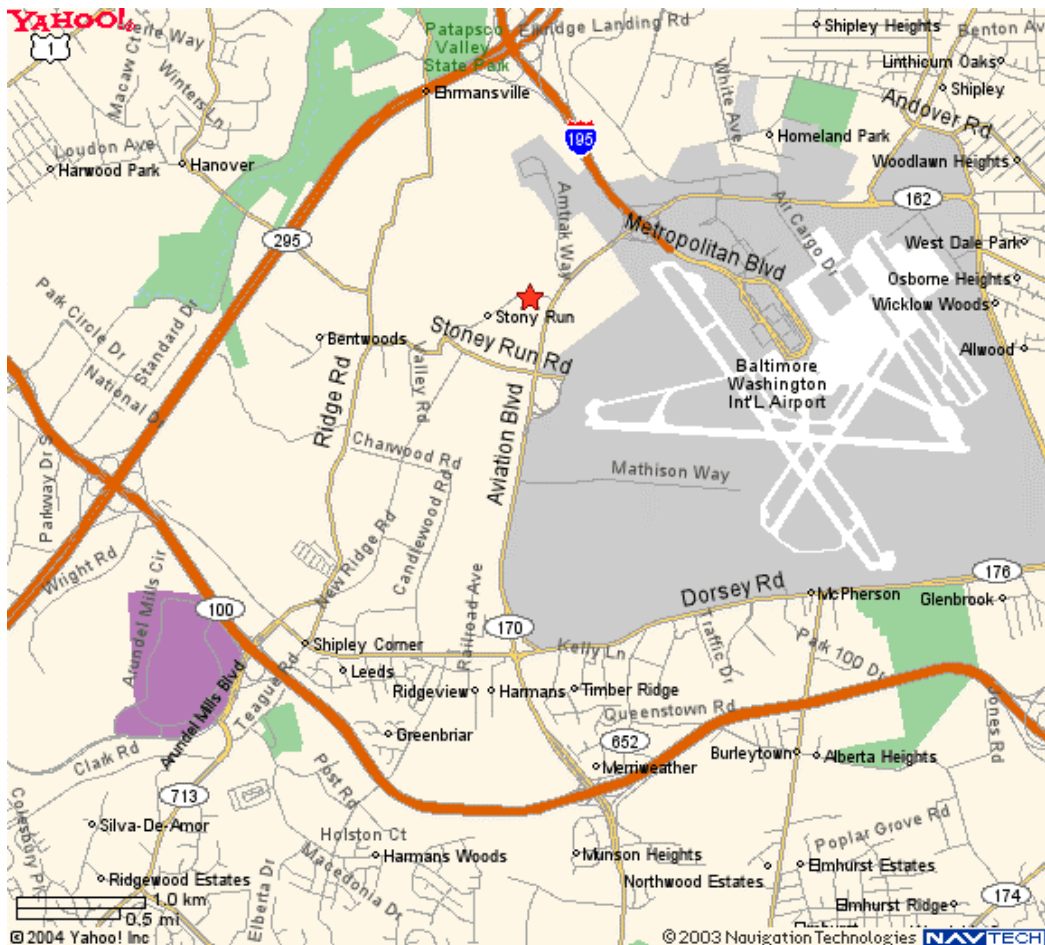 YAHOO!
1
Macaw Ct
Winters Ln
Patapsco
Valley
State Park
Elkridge Landing Rd
Shipley Heights
Linthicum Oaks
Shipley
Ehrmansville
195
White Ave
Homeland Park
Andover Rd
Loudon Ave
Harwood Park
Hanover
Woodlawn Heights
162
Amtrak Way
Air Cargo Dr
Metropolitan Blvd
295
West Dale Park
Osborne Heights
Wicklow Woods
Park Circle Dr
Standard Dr
National Dr
Stony Run
Bentwoods
Stoney Run Rd
Allwood
Baltimore
Washington
Int'L Airport
Ridge Rd
Valley Rd
Aviation Blvd
Charwood Rd
Mathison Way
Parkway Dr S
Candlewood Rd
New Ridge Rd
Wright Rd
Arundel Mills Cir
100
Railroad Ave
Dorsey Rd
176
McPherson
Glenbrook
170
Kelly Ln
Traffic Dr
Park 100 Dr
Shipley Corner
Leeds
Arundel Mills Blvd
Teague Rd
Ridgeview
Harmans
Timber Ridge
Queenstown Rd
Jones Rd
Clark Rd
Greenbriar
652
Merriweather
Burleytown
Alberta Heights
Post Rd
713
Silva-De-Amor
Holston Ct
Macedonia Dr
Harmans Woods
Munson Heights
Poplar Grove Rd
Elmhurst Estates
Northwood Estates
Ridgewood Estates
Elberta Dr
174
Elmhurst Ridge
1.0 km
0.5 mi
© 2004 Yahoo! Inc
© 2003 Navigation Technologies NAVTECH